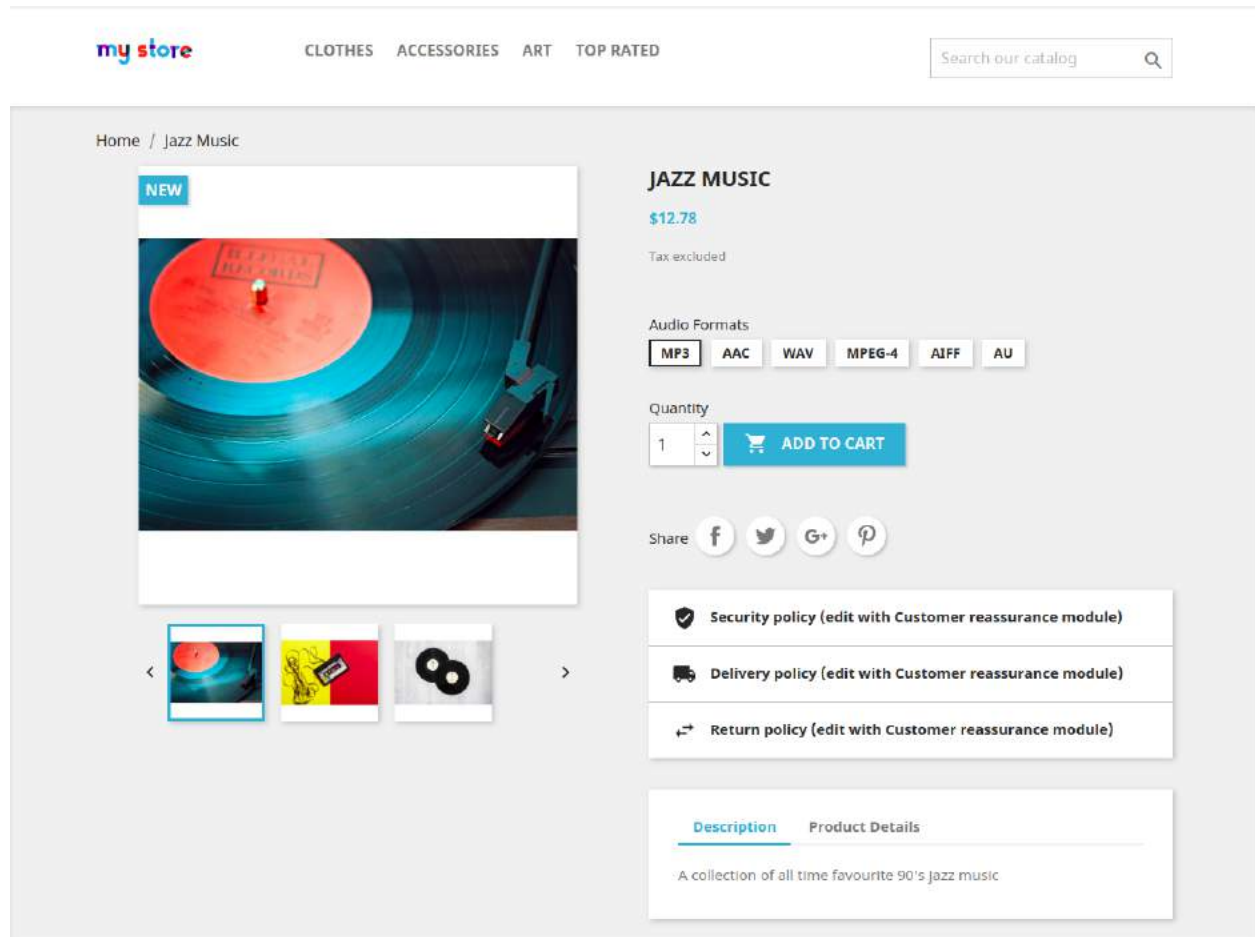 my store
CLOTHES ACCESSORIES ART TOP RATED
Search our catalog
Home / Jazz Music
NEW
JAZZ MUSIC
$12.78
Tax excluded
Audio Formats
MP3 AAC WAV MPEG-4 AIFF AU
Quantity
1
ADD TO CART
Share
Security policy (edit with Customer reassurance module)
Delivery policy (edit with Customer reassurance module)
Return policy (edit with Customer reassurance module)
Description Product Details
A collection of all time favourite 90's Jazz music